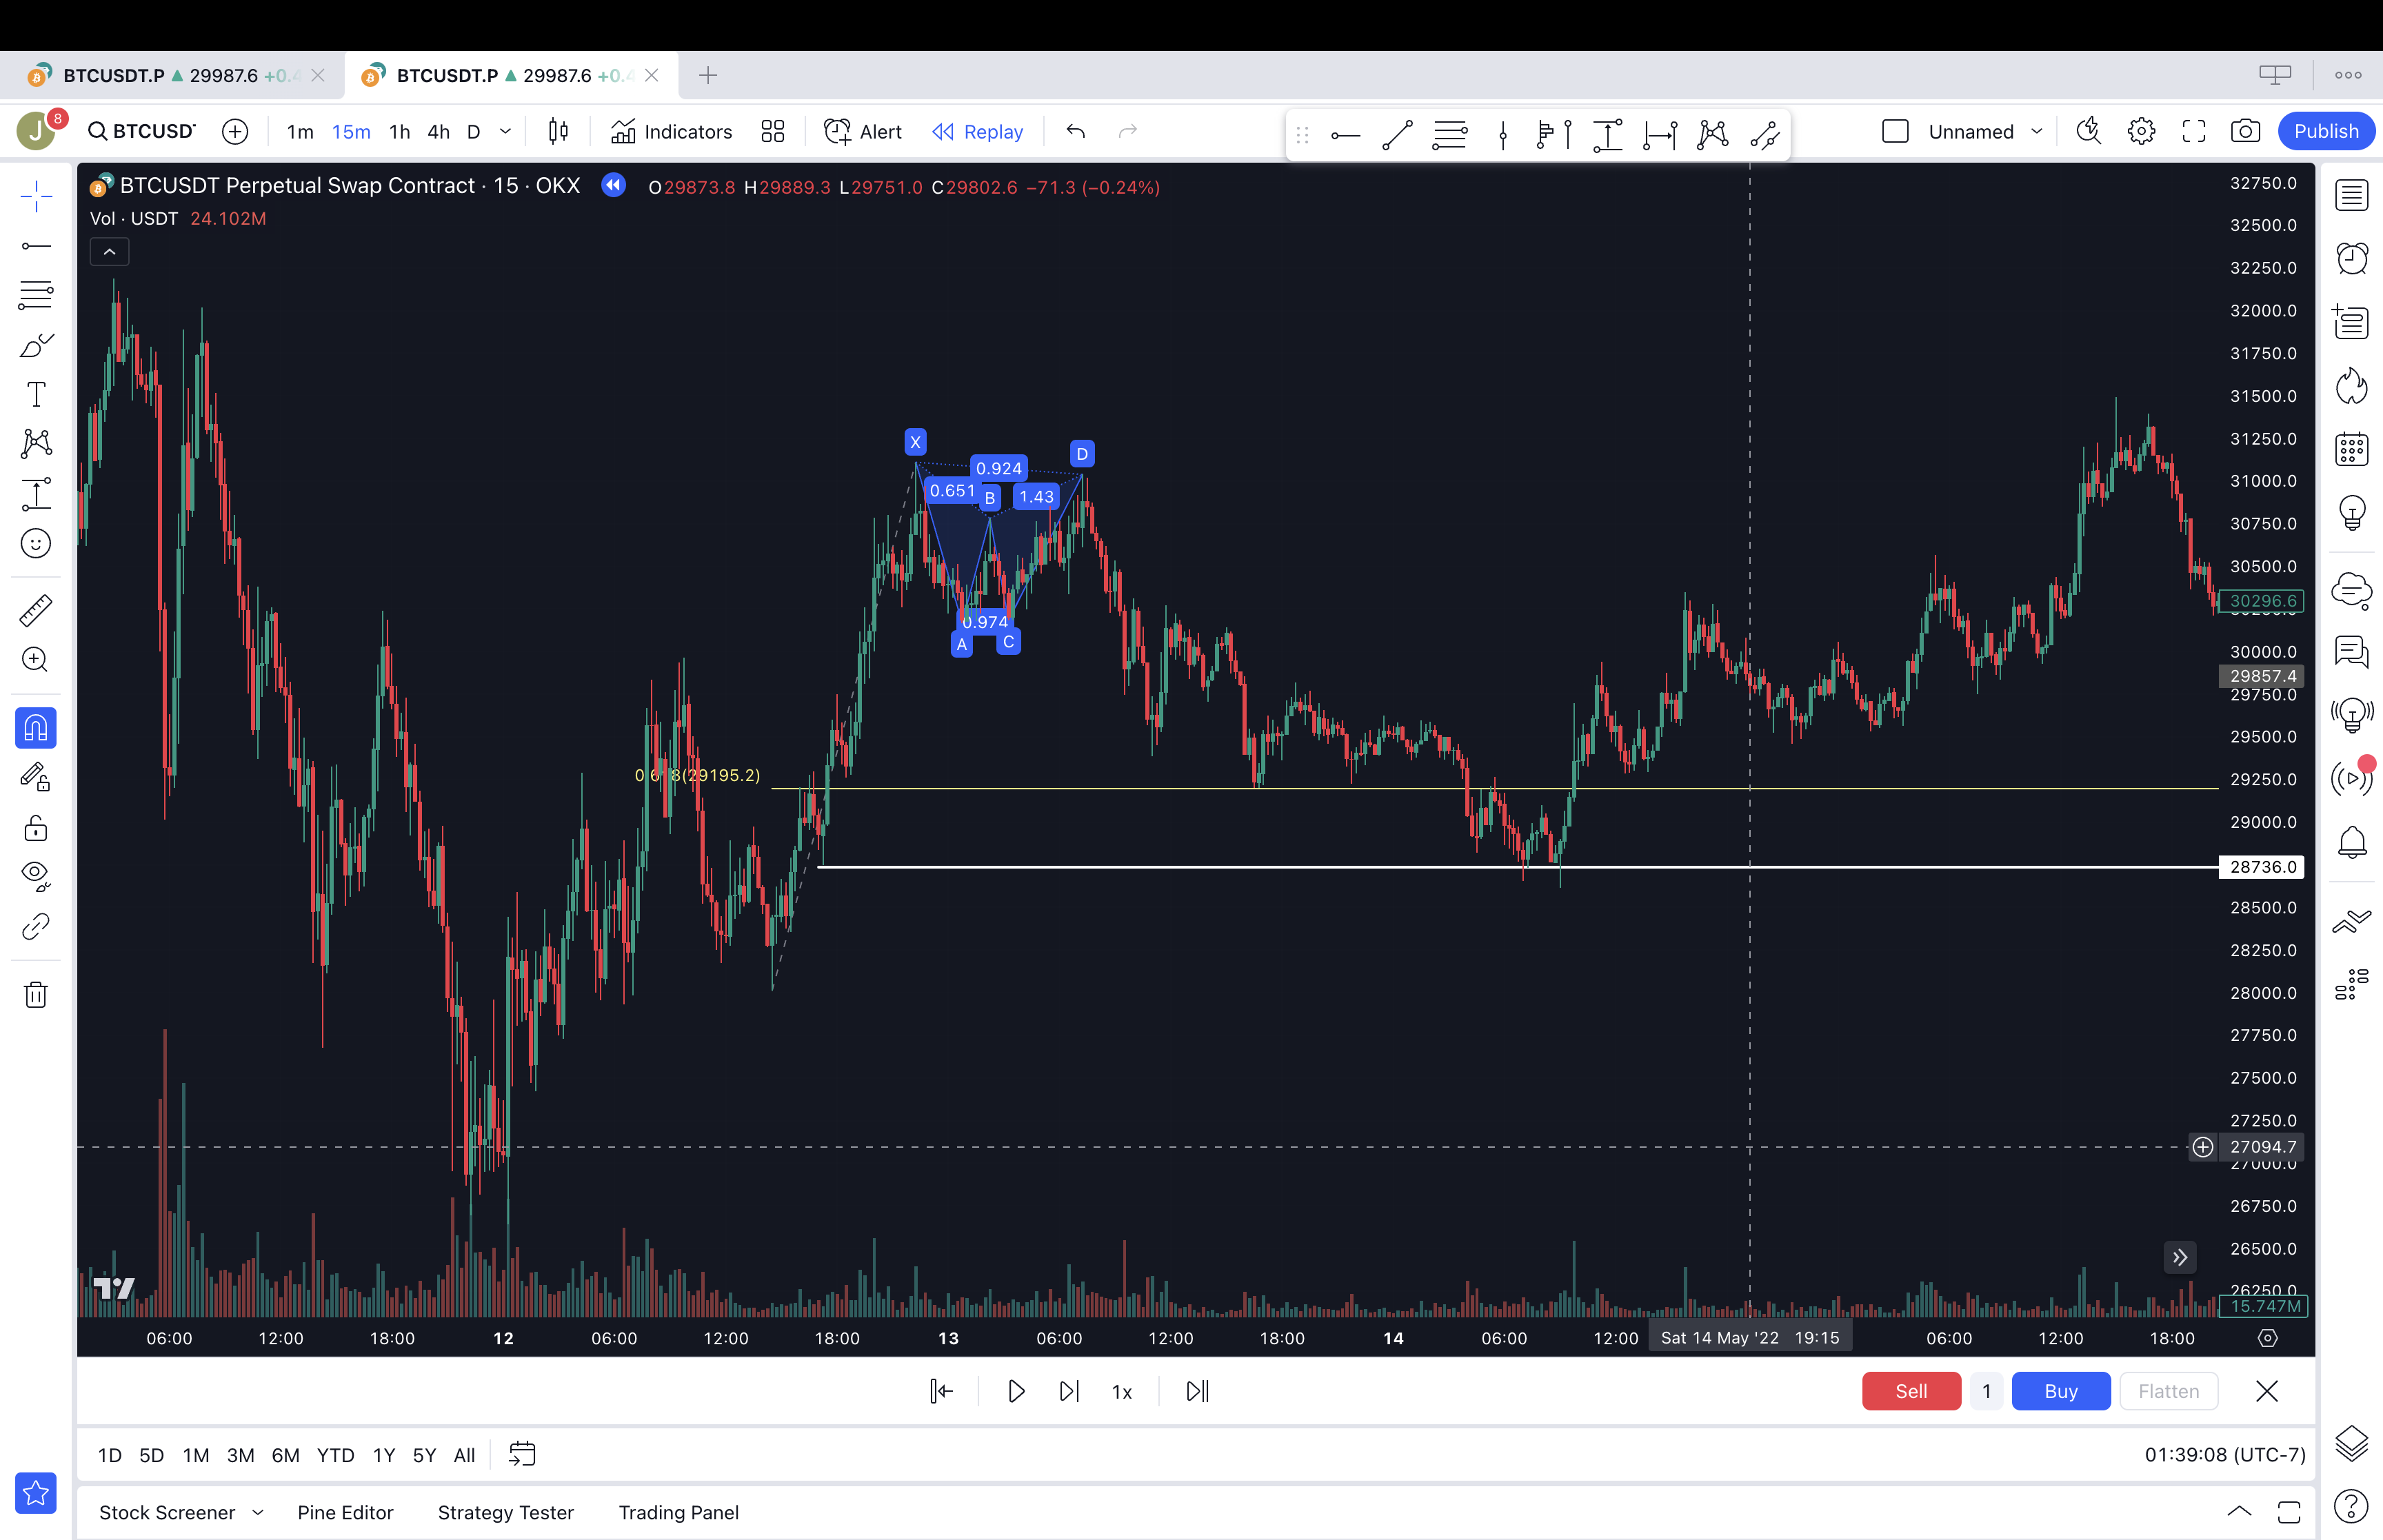 BTCUSDT.P ▲ 29987.6 +0.4
BTCUSDT.P ▲ 29987.6 +0.4
J 8
BTCUSDT
1m 15m 1h 4h D
Indicators
Alert
Replay
Unnamed
Publish
BTCUSDT Perpetual Swap Contract · 15 · OKX
O29873.8 H29889.3 L29751.0 C29802.6 −71.3 (−0.24%)
Vol · USDT 24.102M
32750.0
32500.0
32250.0
32000.0
31750.0
31500.0
31250.0
31000.0
30750.0
30500.0
30296.6
30000.0
29857.4
29750.0
29500.0
29250.0
29000.0
28736.0
28500.0
28250.0
28000.0
27750.0
27500.0
27250.0
27094.7
27000.0
26750.0
26500.0
26250.0
15.747M
X
D
0.924
0.651
B
1.43
0.974
A
C
0.618(29195.2)
06:00 12:00 18:00 12 06:00 12:00 18:00 13 06:00 12:00 18:00 14 06:00 12:00 Sat 14 May '22 19:15 06:00 12:00 18:00
1x
Sell 1 Buy Flatten
1D 5D 1M 3M 6M YTD 1Y 5Y All
01:39:08 (UTC-7)
Stock Screener Pine Editor Strategy Tester Trading Panel